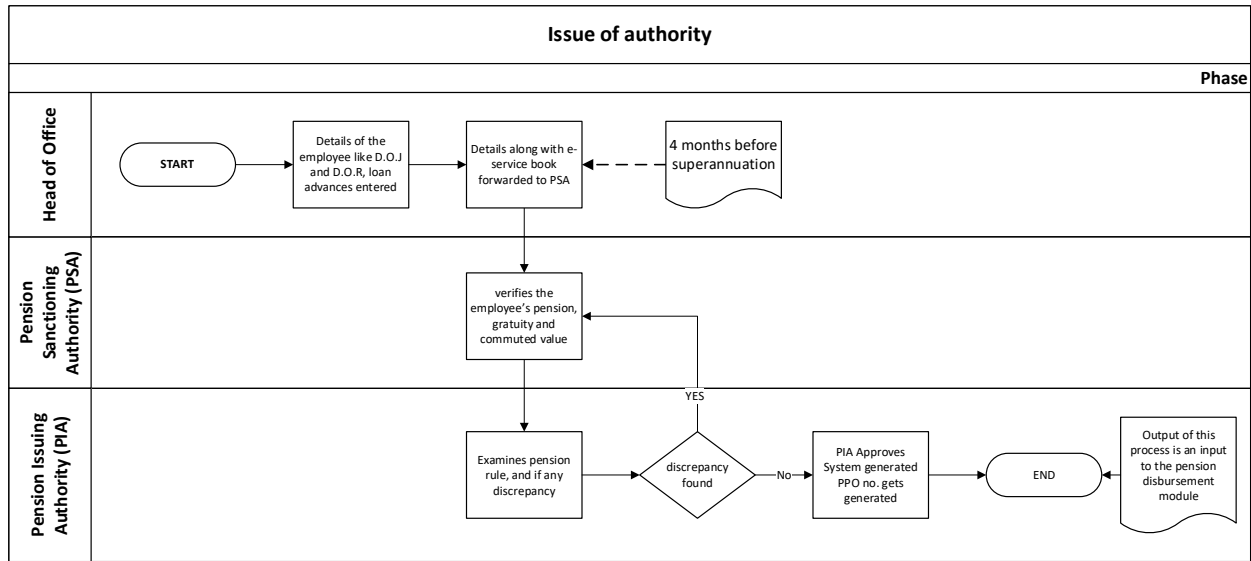 Issue of authority
Phase
Head of Office
START
Details of the
employee like D.O.J
and D.O.R, loan
advances entered
Details along with e-
service book
forwarded to PSA
4 months before
superannuation
Pension
Sanctioning
Authority (PSA)
verifies the
employee’s pension,
gratuity and
commuted value
YES
Pension Issuing
Authority (PIA)
Examines pension
rule, and if any
discrepancy
discrepancy
found
No
PIA Approves
System generated
PPO no. gets
generated
END
Output of this
process is an input
to the pension
disbursement
module